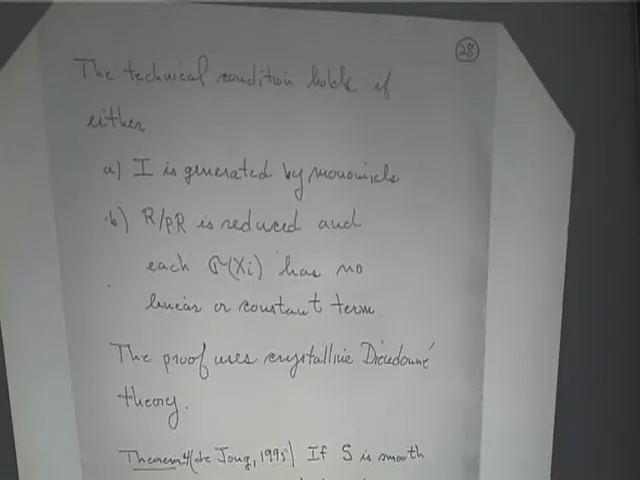 28
The technical condition holds if
either
a) I is generated by monomials
b) R/pR is reduced and
each σ(Xi) has no
linear or constant term.
The proof uses crystalline Dieudonné
theory.
Theorem (de Jong, 1995) If S is smooth